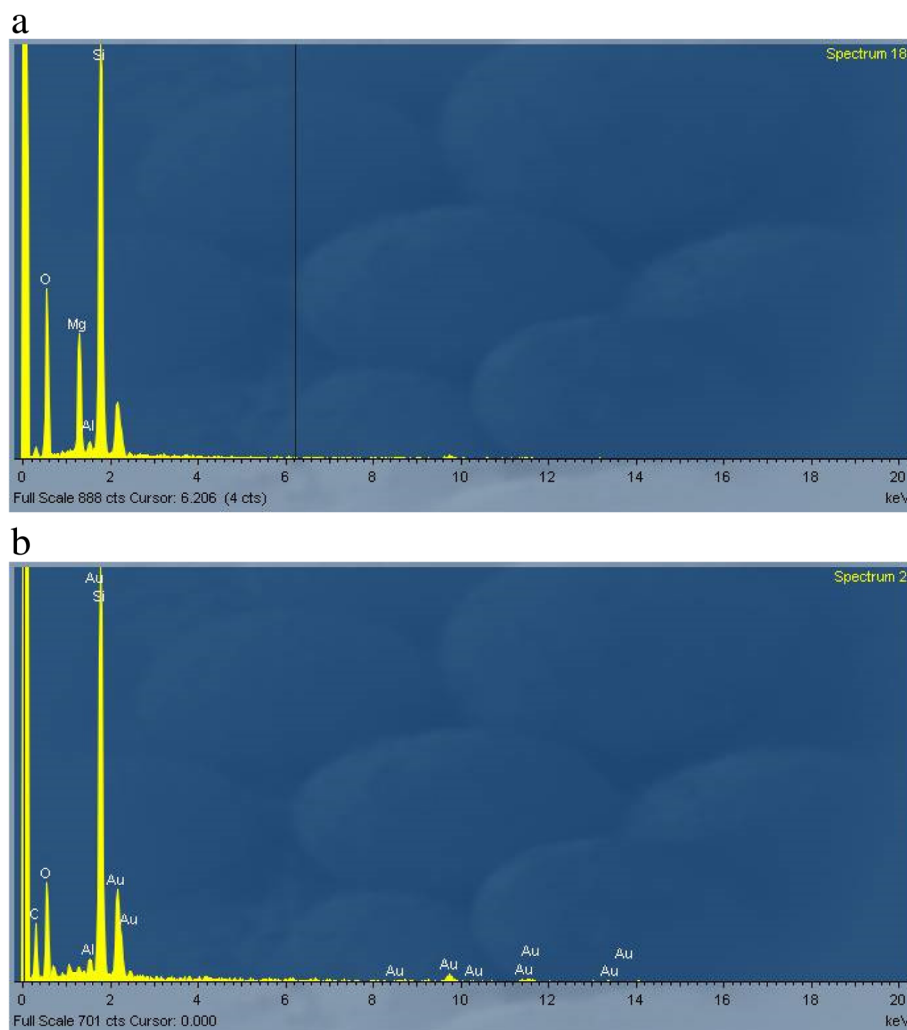 a
Si
Spectrum 18
O
Mg
Al
0 2 4 6 8 10 12 14 16 18 20
Full Scale 888 cts Cursor: 6.206 (4 cts)
keV
b
Au
Spectrum 2
Si
O
Au
C
Au
Al
Au
Au
Au
Au
Au
Au
Au
Au
0 2 4 6 8 10 12 14 16 18 20
Full Scale 701 cts Cursor: 0.000
keV